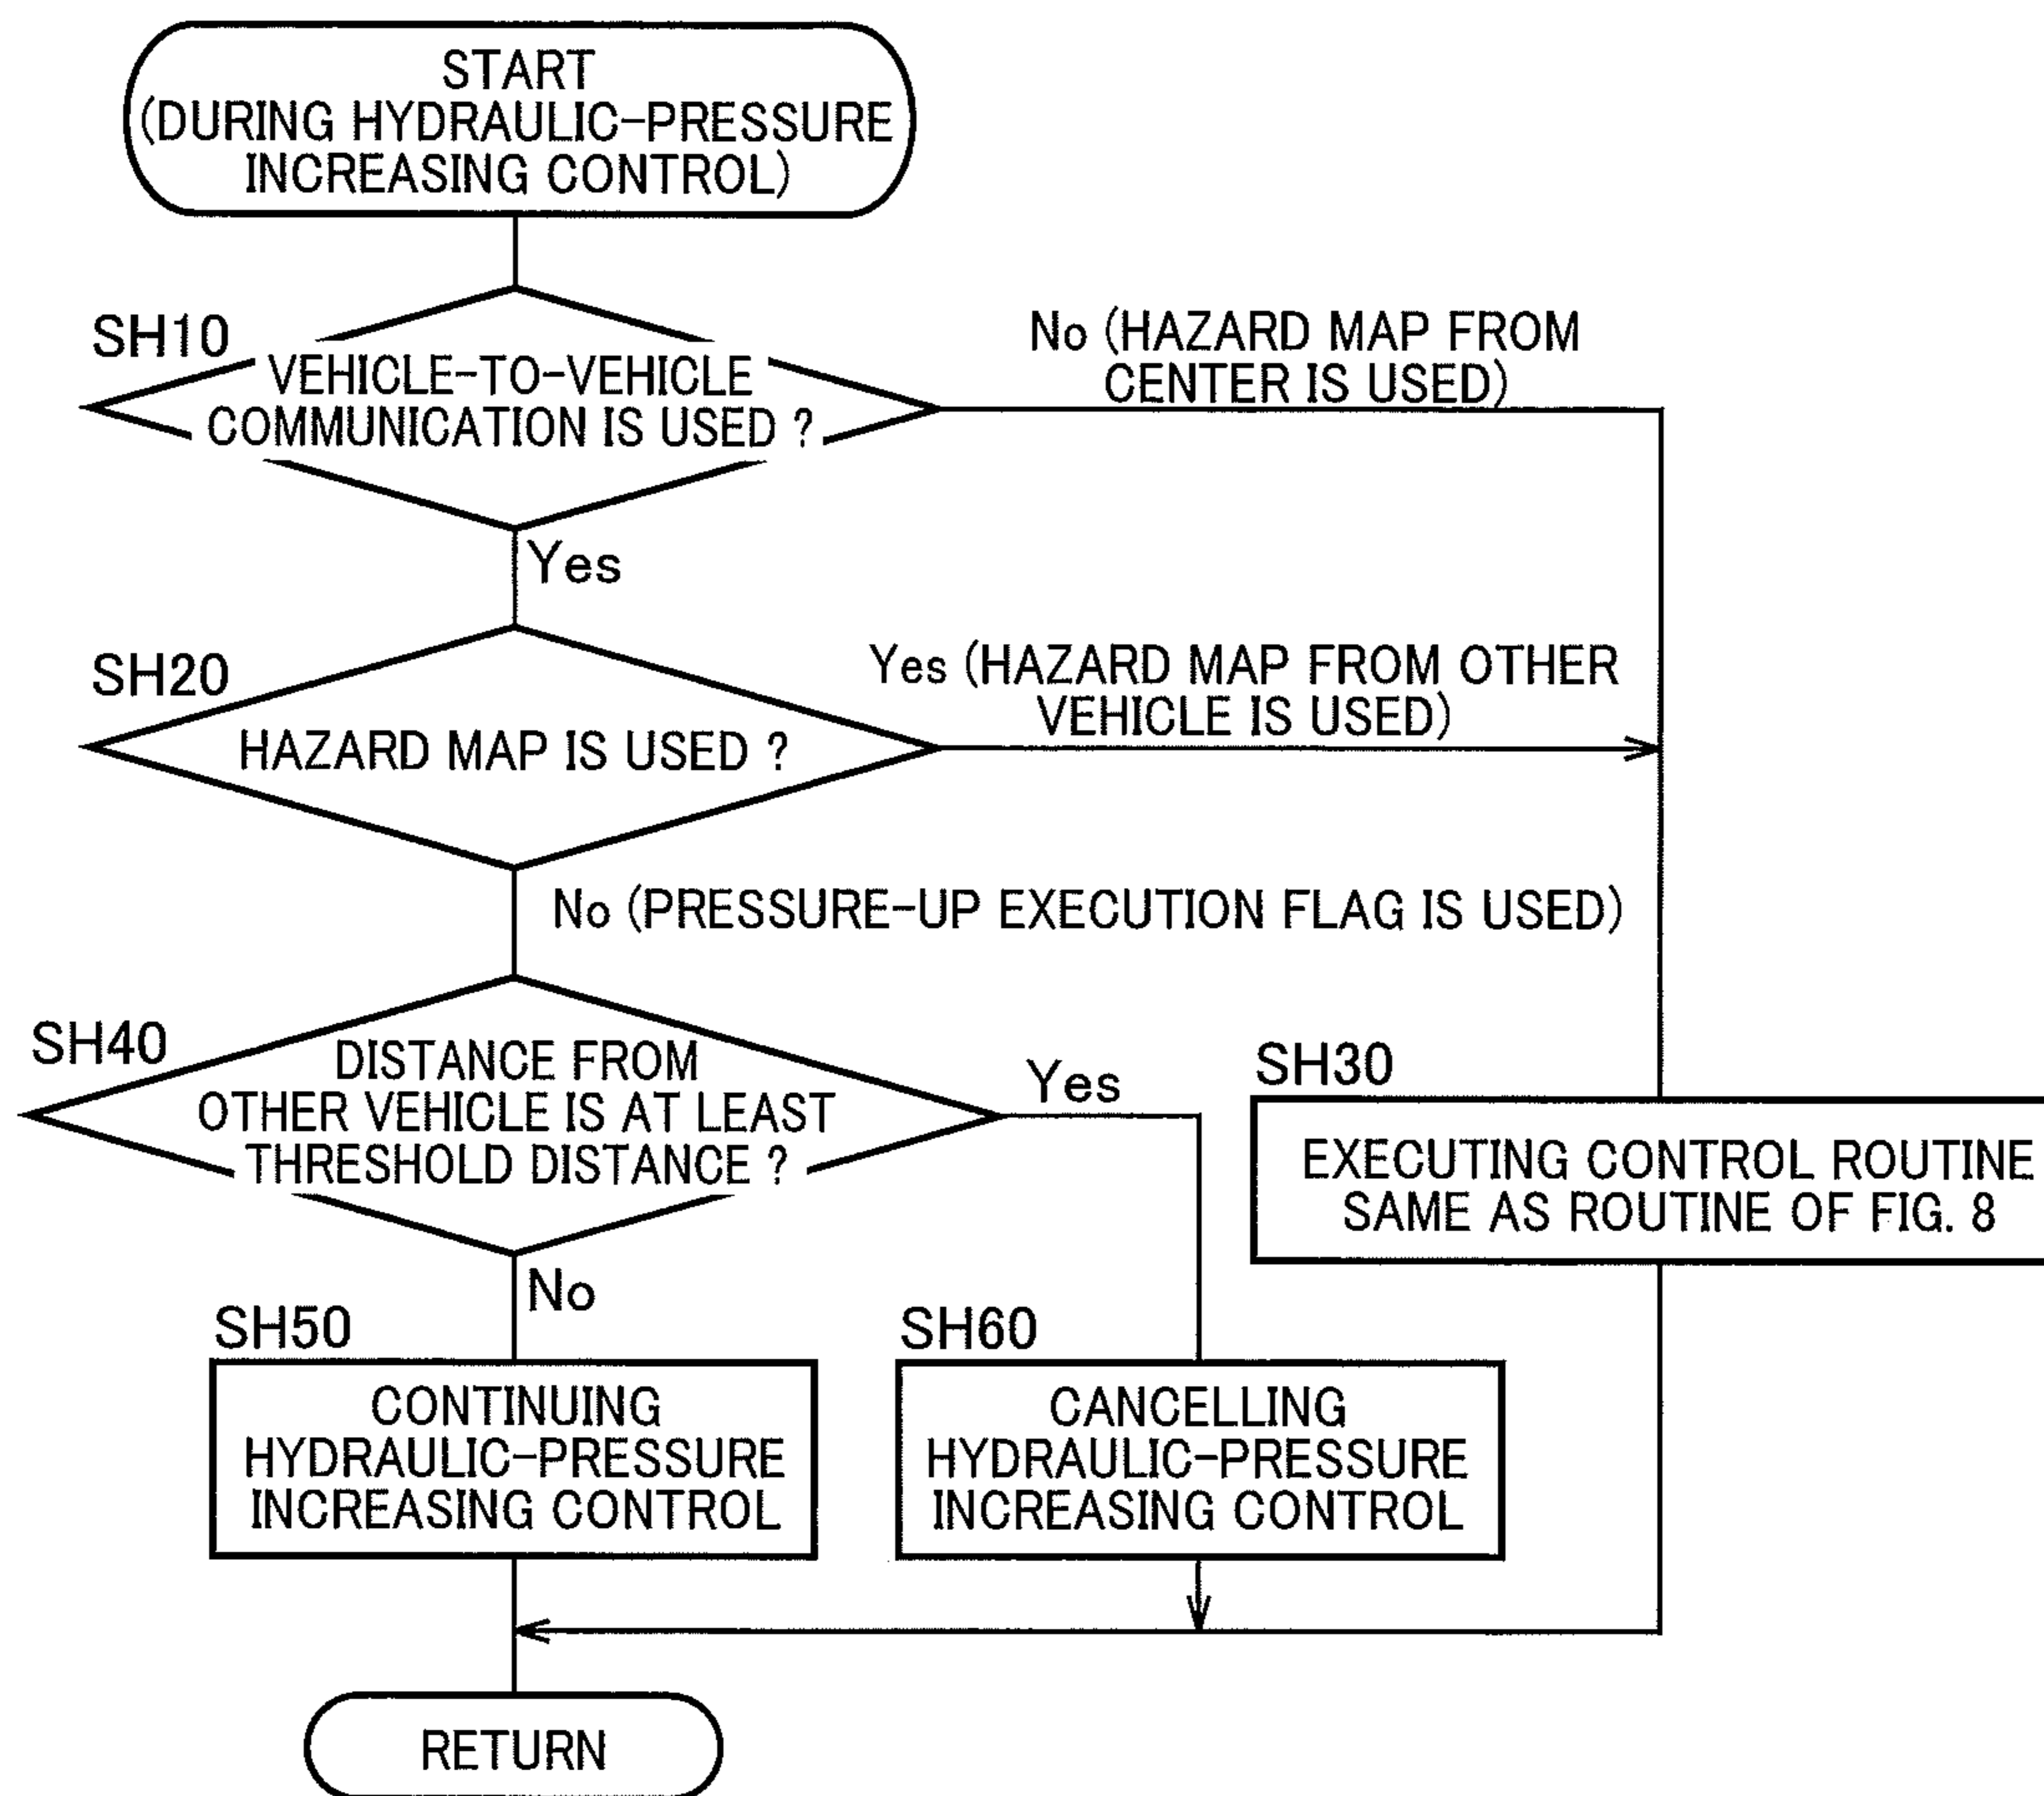 START
(DURING HYDRAULIC-PRESSURE
INCREASING CONTROL)
SH10
VEHICLE-TO-VEHICLE
COMMUNICATION IS USED ?
No (HAZARD MAP FROM
CENTER IS USED)
Yes
SH20
HAZARD MAP IS USED ?
Yes (HAZARD MAP FROM OTHER
VEHICLE IS USED)
No (PRESSURE-UP EXECUTION FLAG IS USED)
SH40
DISTANCE FROM
OTHER VEHICLE IS AT LEAST
THRESHOLD DISTANCE ?
Yes
No
SH30
EXECUTING CONTROL ROUTINE
SAME AS ROUTINE OF FIG. 8
SH50
CONTINUING
HYDRAULIC-PRESSURE
INCREASING CONTROL
SH60
CANCELLING
HYDRAULIC-PRESSURE
INCREASING CONTROL
RETURN